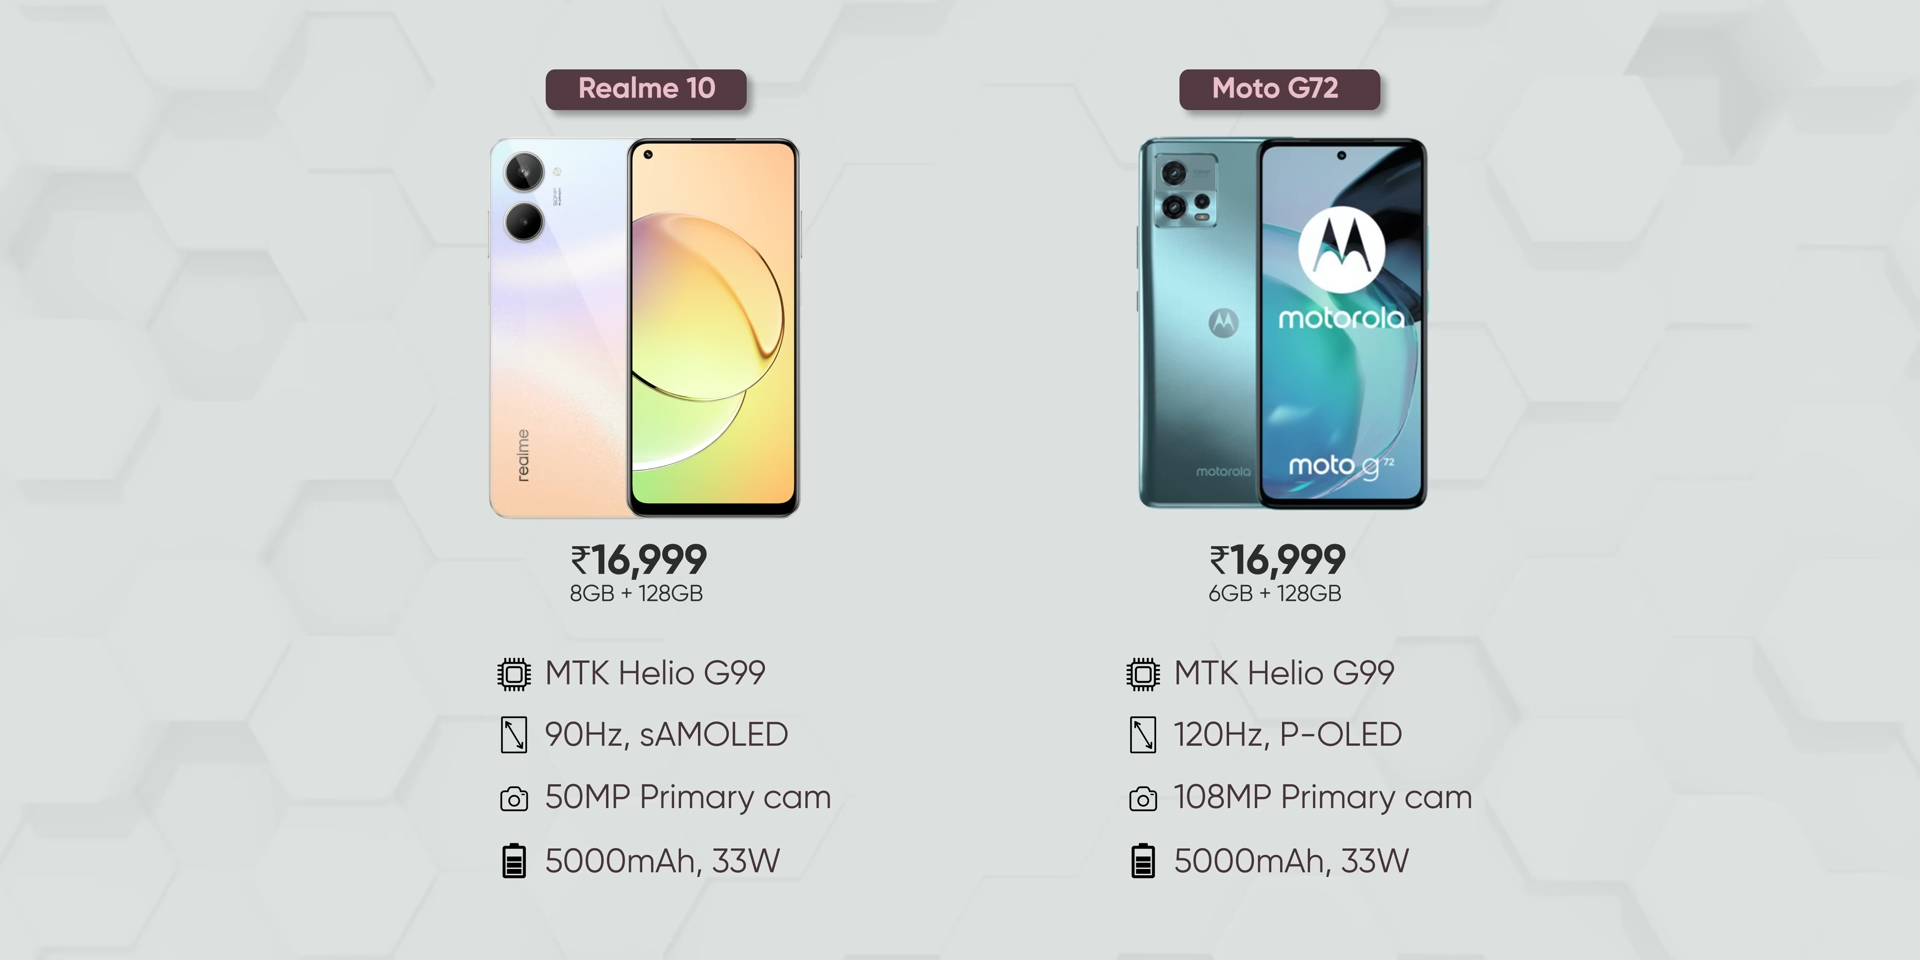 Realme 10
realme
₹16,999
8GB + 128GB
MTK Helio G99
90Hz, sAMOLED
50MP Primary cam
5000mAh, 33W
Moto G72
motorola
motorola
moto g 72
₹16,999
6GB + 128GB
MTK Helio G99
120Hz, P-OLED
108MP Primary cam
5000mAh, 33W